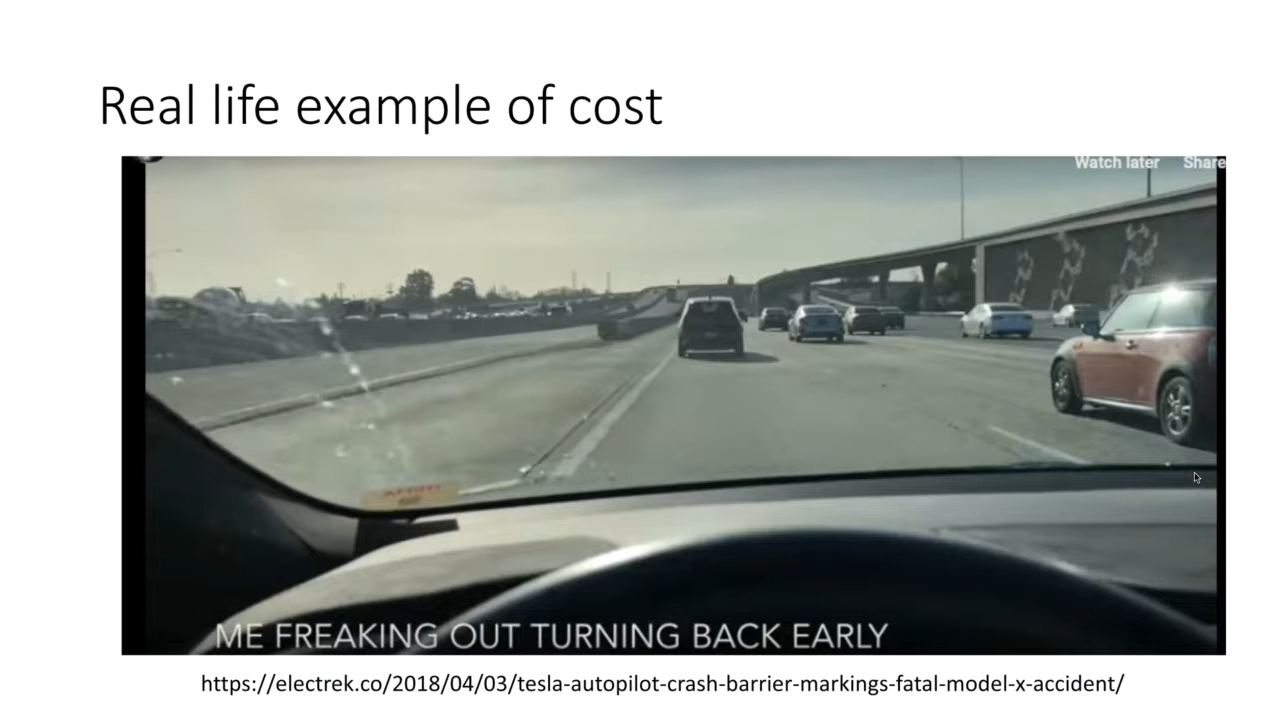 Real life example of cost
Watch later Share
ME FREAKING OUT TURNING BACK EARLY
https://electrek.co/2018/04/03/tesla-autopilot-crash-barrier-markings-fatal-model-x-accident/